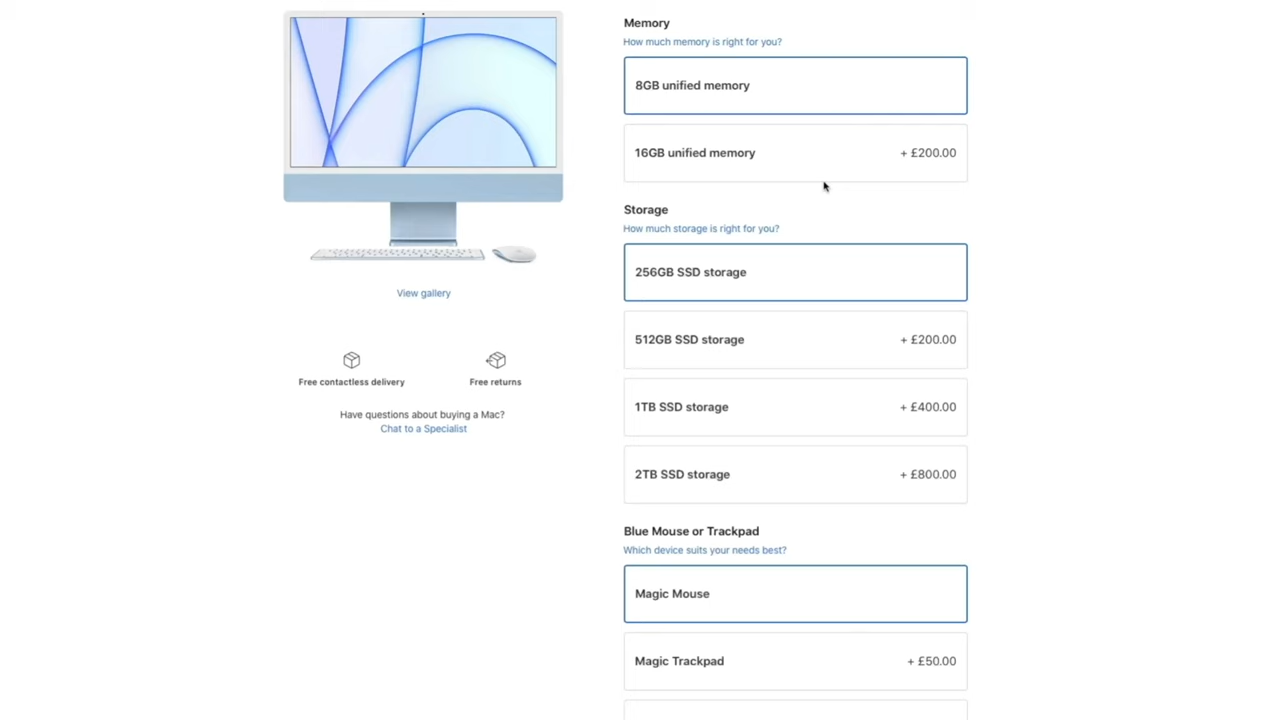 Memory
How much memory is right for you?
8GB unified memory
16GB unified memory + £200.00
Storage
How much storage is right for you?
256GB SSD storage
512GB SSD storage + £200.00
1TB SSD storage + £400.00
2TB SSD storage + £800.00
Blue Mouse or Trackpad
Which device suits your needs best?
Magic Mouse
Magic Trackpad + £50.00
View gallery
Free contactless delivery
Free returns
Have questions about buying a Mac?
Chat to a Specialist